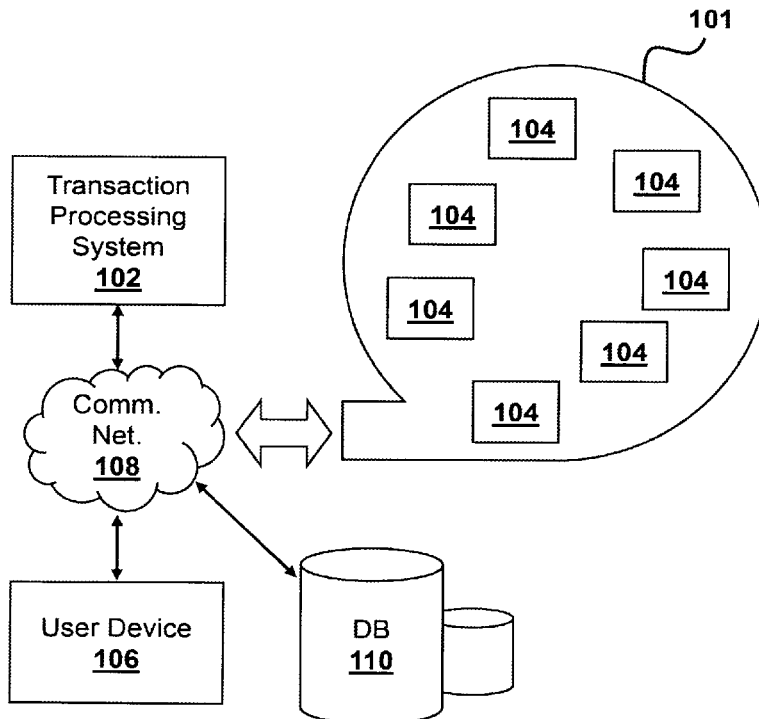 101
104
104
104
104
104
104
104
Transaction
Processing
System
102
Comm.
Net.
108
User Device
106
DB
110